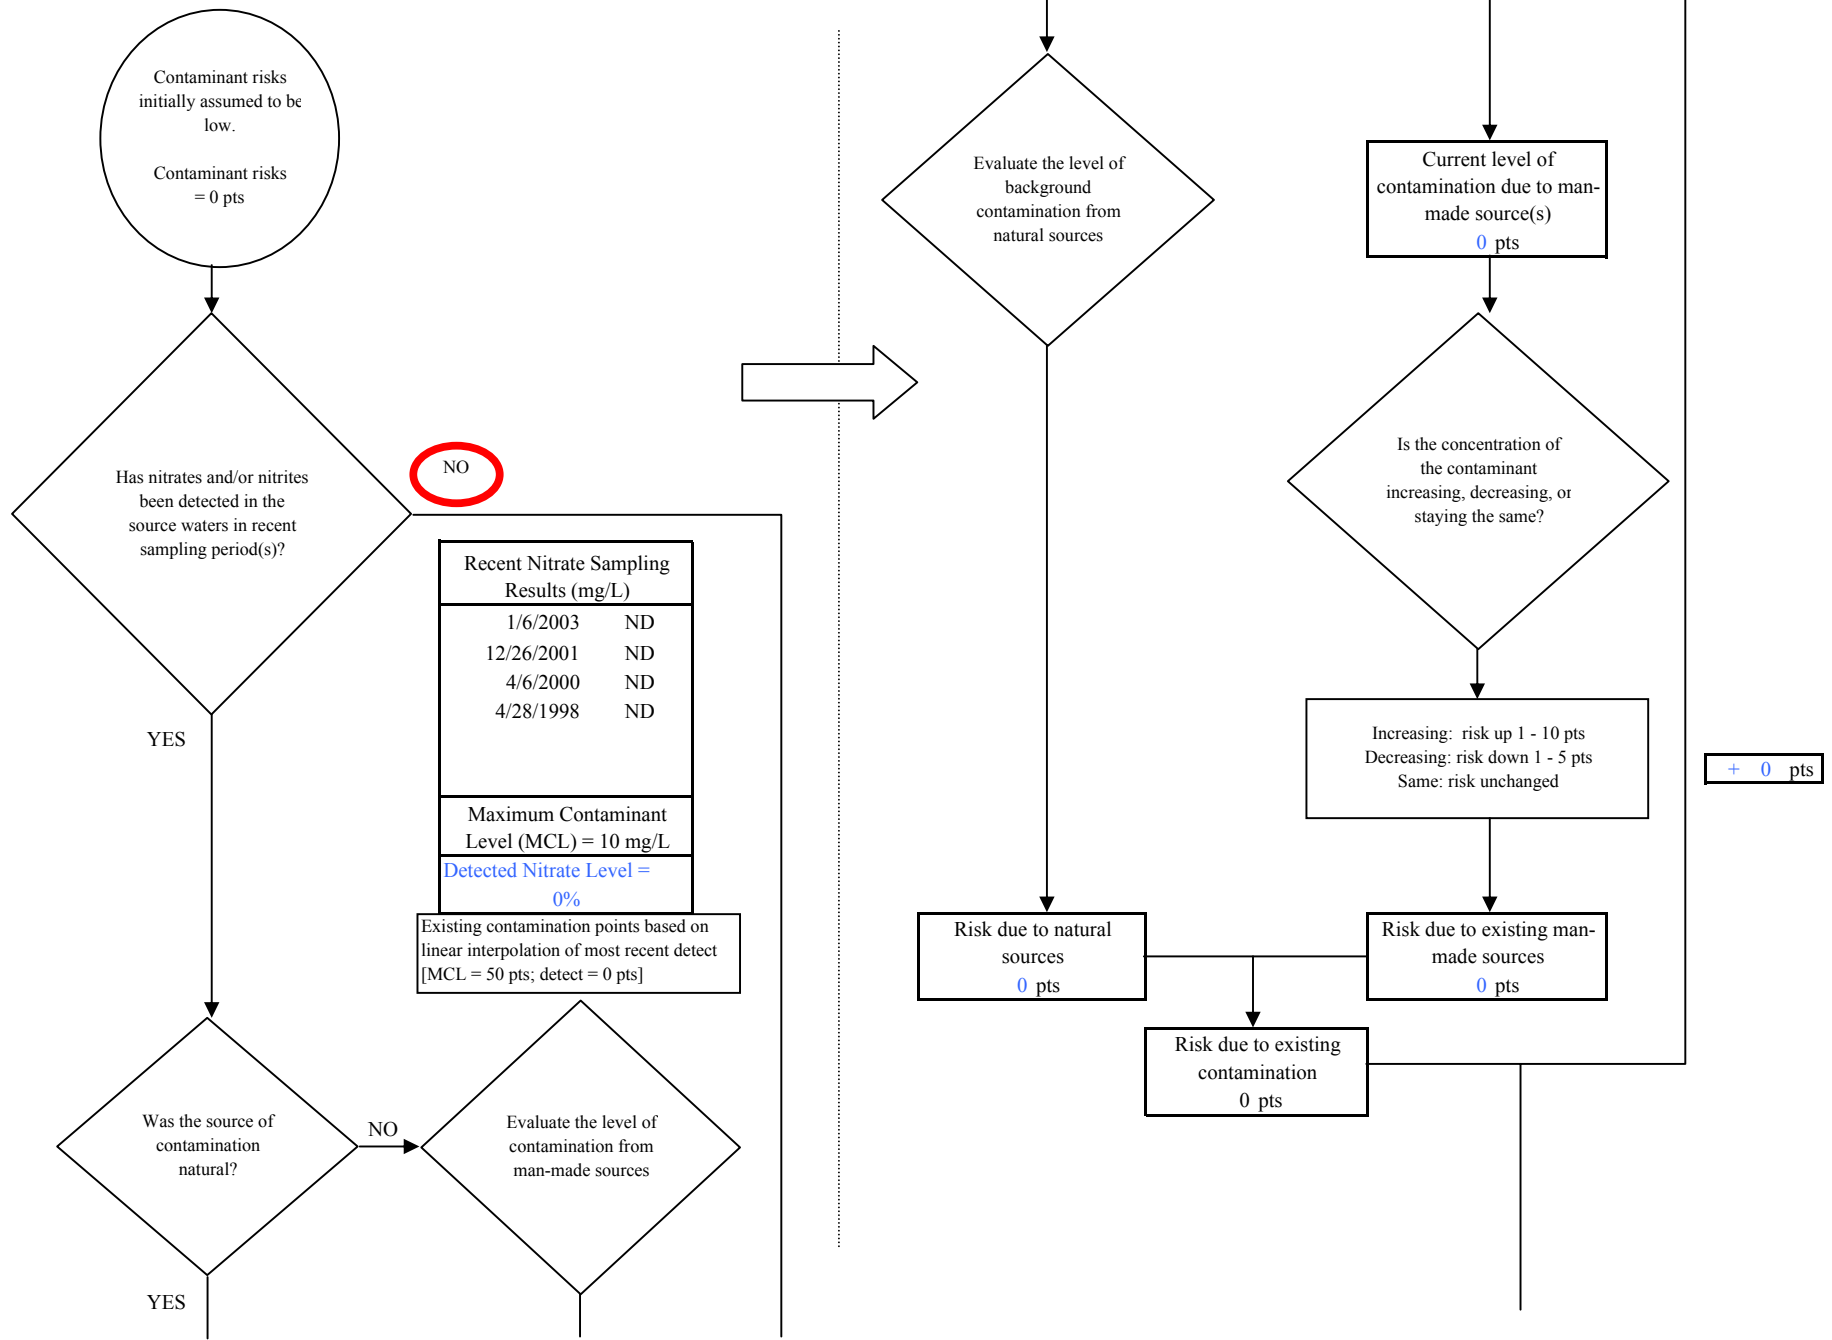 Contaminant risks
initially assumed to be
low.
Contaminant risks
= 0 pts
Has nitrates and/or nitrites
been detected in the
source waters in recent
sampling period(s)?
NO
Recent Nitrate Sampling
Results (mg/L)
1/6/2003 ND
12/26/2001 ND
4/6/2000 ND
4/28/1998 ND
Maximum Contaminant
Level (MCL) = 10 mg/L
Detected Nitrate Level =
0%
Existing contamination points based on
linear interpolation of most recent detect
[MCL = 50 pts; detect = 0 pts]
YES
Was the source of
contamination
natural?
NO
Evaluate the level of
contamination from
man-made sources
YES
Evaluate the level of
background
contamination from
natural sources
Current level of
contamination due to man-
made source(s)
0 pts
Is the concentration of
the contaminant
increasing, decreasing, or
staying the same?
Increasing: risk up 1 - 10 pts
Decreasing: risk down 1 - 5 pts
Same: risk unchanged
+ 0 pts
Risk due to natural
sources
0 pts
Risk due to existing man-
made sources
0 pts
Risk due to existing
contamination
0 pts